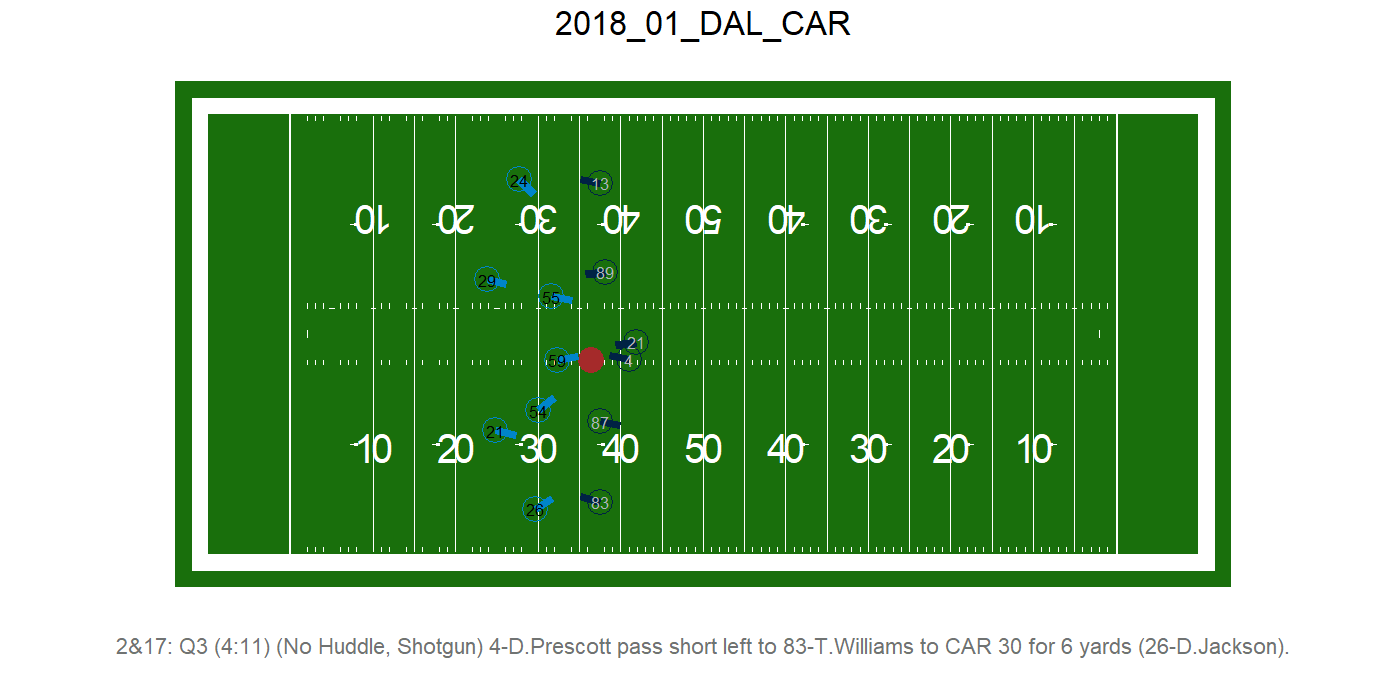 2018_01_DAL_CAR
24 13
10 20 30 40 50 40 30 20 10
29 89
55
21
59 4
54
21 87
10 20 30 40 50 40 30 20 10
26 83
2&17: Q3 (4:11) (No Huddle, Shotgun) 4-D.Prescott pass short left to 83-T.Williams to CAR 30 for 6 yards (26-D.Jackson).